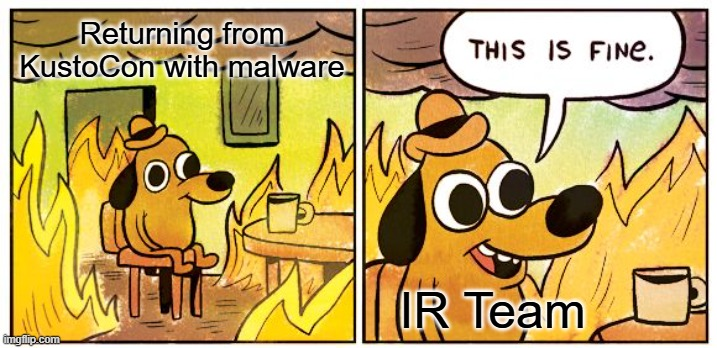 Returning from
KustoCon with malware
THIS IS FINE.
IR Team
imgflip.com